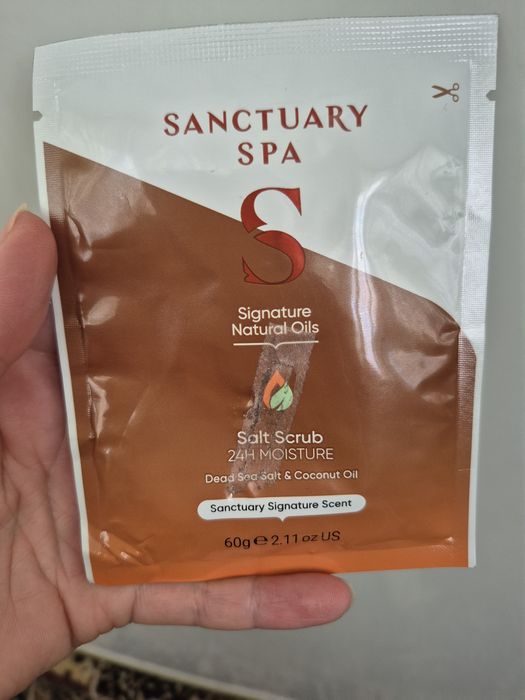 SANCTUARY
SPA
S
Signature
Natural Oils
Salt Scrub
24H MOISTURE
Dead Sea Salt & Coconut Oil
Sanctuary Signature Scent
60g ℮ 2.11 oz US